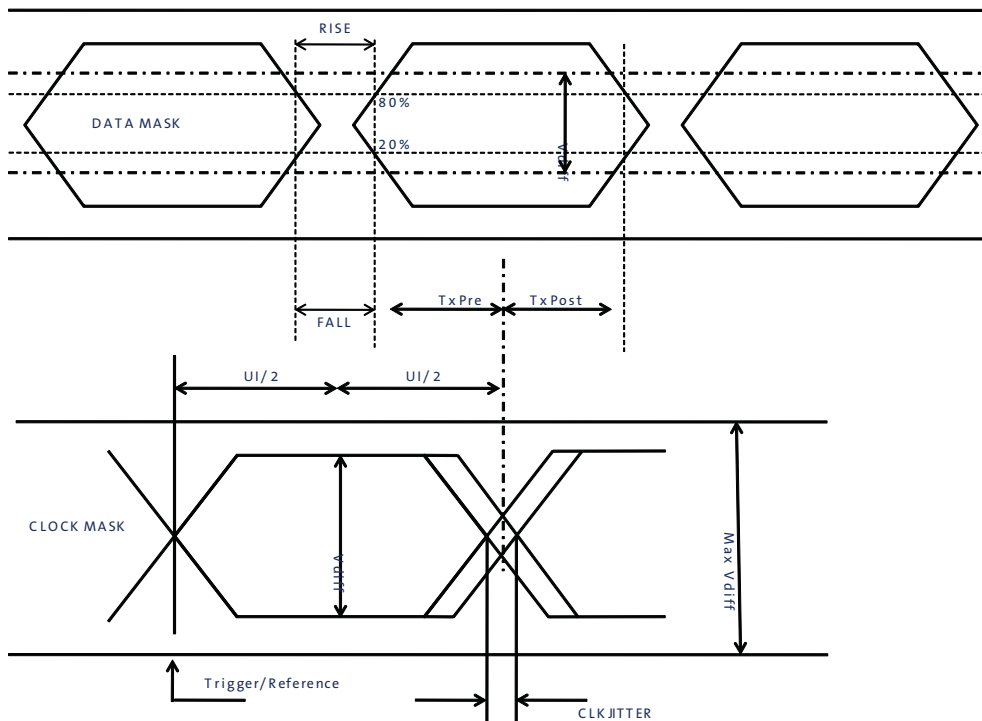 RISE
80%
DATA MASK
20%
Vdiff
TxPre
TxPost
FALL
UI/2
UI/2
CLOCK MASK
Vdiff
Max Vdiff
Trigger/Reference
CLKJITTER